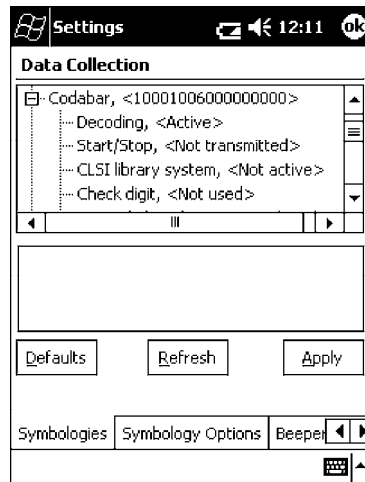 Settings 12:11 ok
Data Collection
Codabar, <10001006000000000>
Decoding, <Active>
Start/Stop, <Not transmitted>
CLSI library system, <Not active>
Check digit, <Not used>
Defaults Refresh Apply
Symbologies Symbology Options Beeper